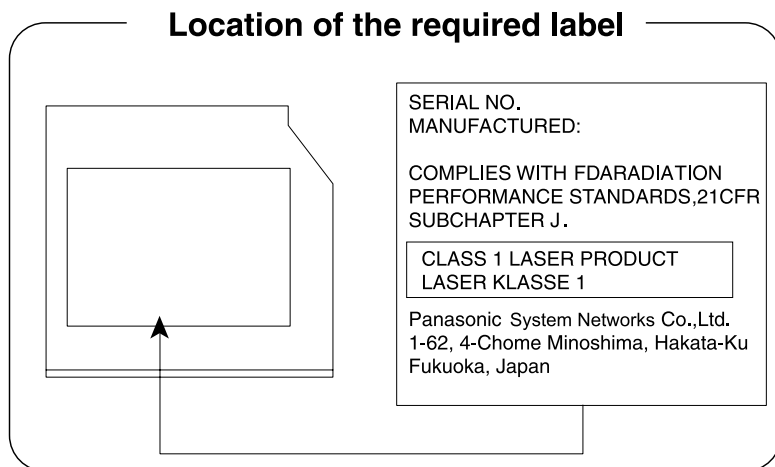 Location of the required label
SERIAL NO.
MANUFACTURED:
COMPLIES WITH FDARADIATION
PERFORMANCE STANDARDS,21CFR
SUBCHAPTER J.
CLASS 1 LASER PRODUCT
LASER KLASSE 1
Panasonic System Networks Co.,Ltd.
1-62, 4-Chome Minoshima, Hakata-Ku
Fukuoka, Japan